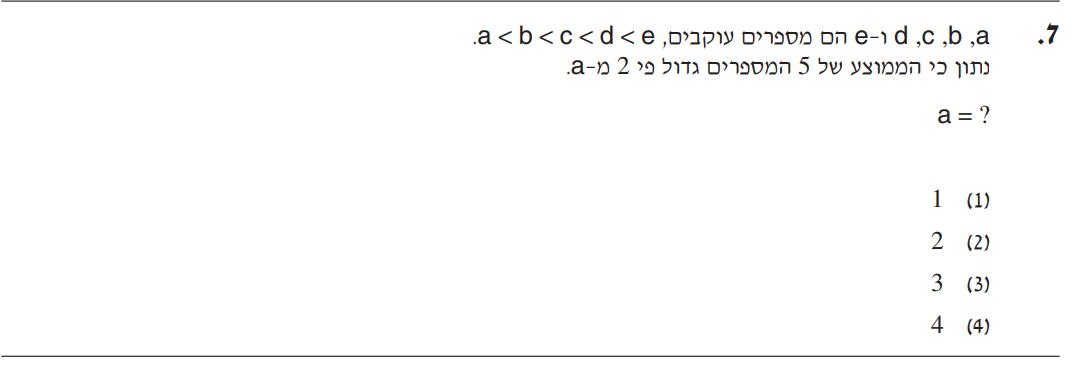 7. a, b, c, d ו-e הם מספרים עוקבים, a < b < c < d < e.
נתון כי הממוצע של 5 המספרים גדול פי 2 מ-a.
a = ?
(1) 1
(2) 2
(3) 3
(4) 4